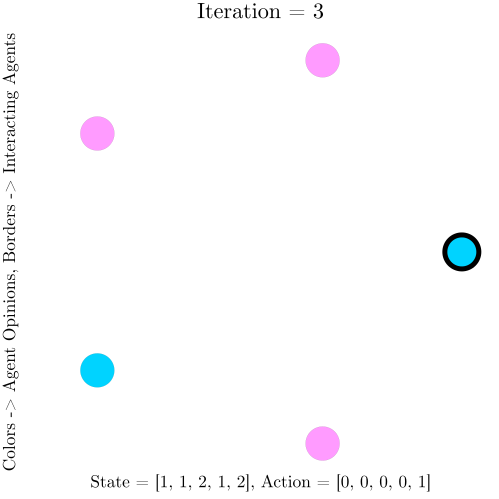 Iteration = 3
Colors -> Agent Opinions, Borders -> Interacting Agents
State = [1, 1, 2, 1, 2], Action = [0, 0, 0, 0, 1]